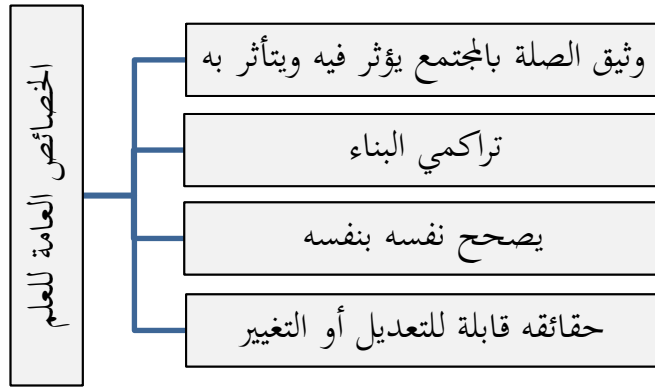 الخصائص العامة للعلم
وثيق الصلة بالمجتمع يؤثر فيه ويتأثر به
تراكمي البناء
يصحح نفسه بنفسه
حقائقه قابلة للتعديل أو التغيير